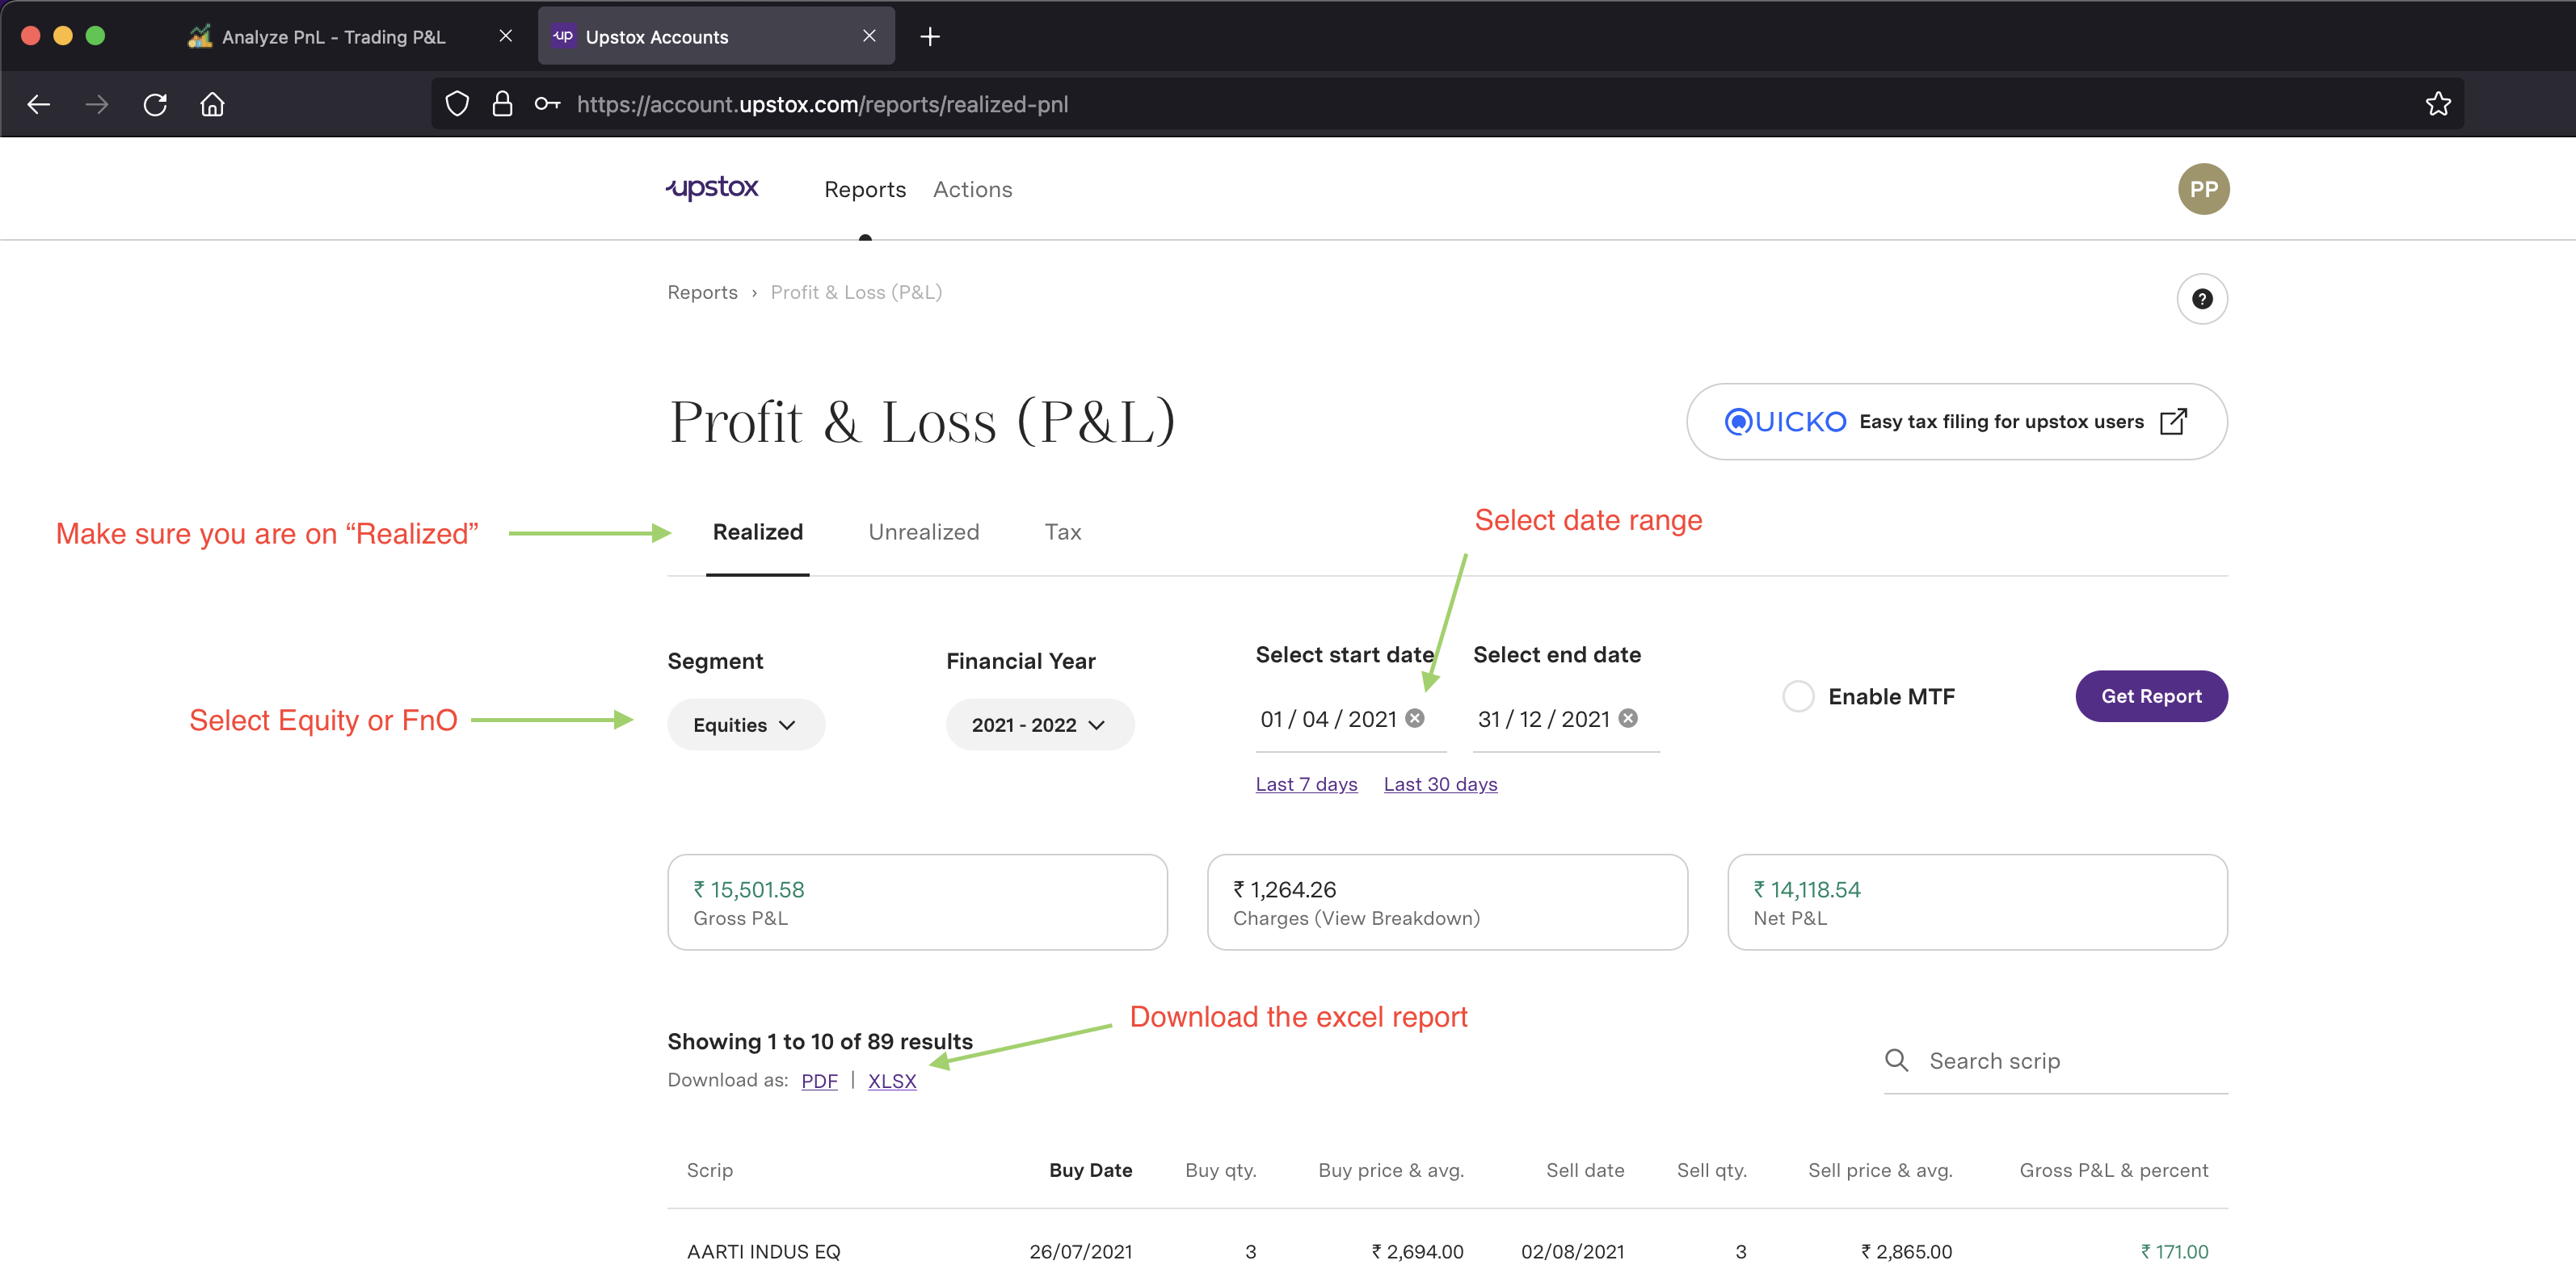 Analyze PnL - Trading P&L
up Upstox Accounts
https://account.upstox.com/reports/realized-pnl
upstox Reports Actions PP
Reports › Profit & Loss (P&L) ?
Profit & Loss (P&L)
QUICKO Easy tax filing for upstox users
Make sure you are on “Realized”
Realized Unrealized Tax
Select date range
Segment Financial Year Select start date Select end date
Select Equity or FnO
Equities 2021 - 2022 01 / 04 / 2021 31 / 12 / 2021 Enable MTF Get Report
Last 7 days Last 30 days
₹ 15,501.58 ₹ 1,264.26 ₹ 14,118.54
Gross P&L Charges (View Breakdown) Net P&L
Download the excel report
Showing 1 to 10 of 89 results
Download as: PDF | XLSX Search scrip
Scrip Buy Date Buy qty. Buy price & avg. Sell date Sell qty. Sell price & avg. Gross P&L & percent
AARTI INDUS EQ 26/07/2021 3 ₹ 2,694.00 02/08/2021 3 ₹ 2,865.00 ₹ 171.00